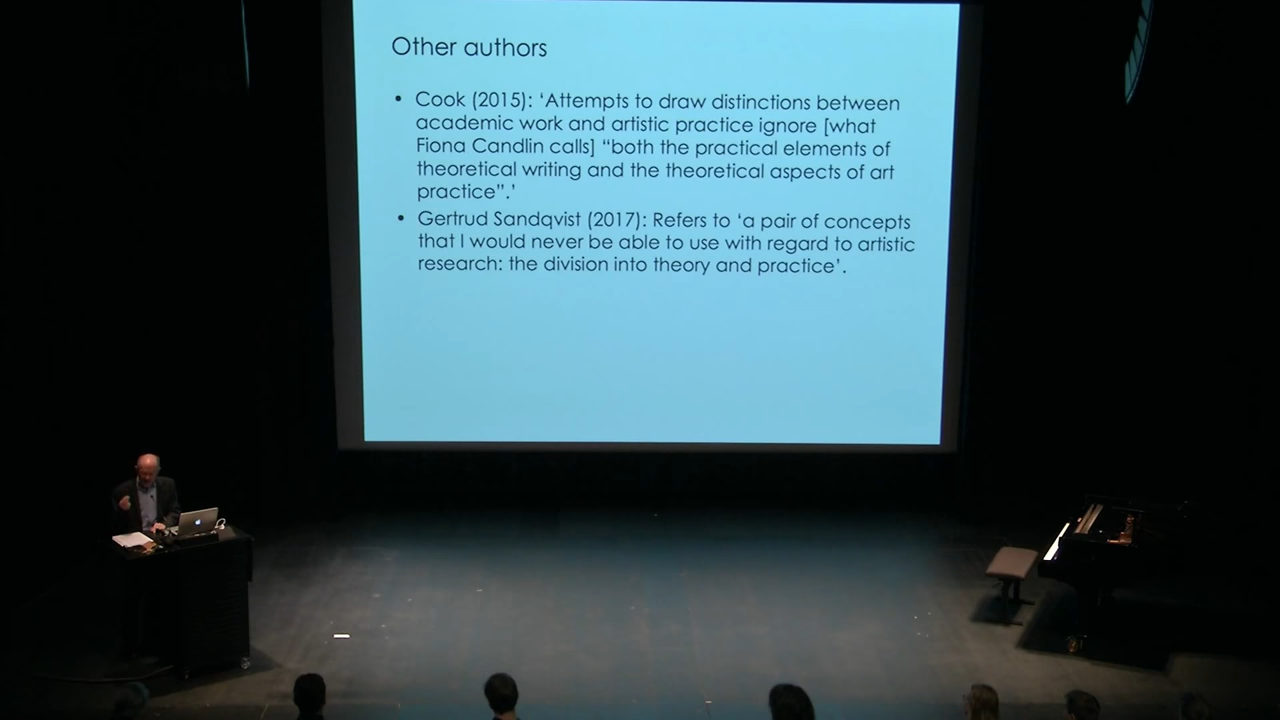 Other authors
• Cook (2015): ‘Attempts to draw distinctions between
academic work and artistic practice ignore [what
Fiona Candlin calls] “both the practical elements of
theoretical writing and the theoretical aspects of art
practice”.’
• Gertrud Sandqvist (2017): Refers to ‘a pair of concepts
that I would never be able to use with regard to artistic
research: the division into theory and practice’.